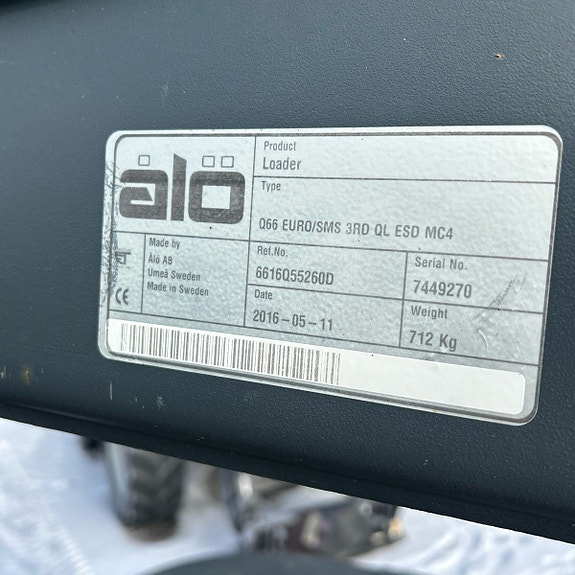 älö
Product
Loader
Type
Q66 EURO/SMS 3RD QL ESD MC4
Made by
Ålö AB
Umeå Sweden
Made in Sweden
CE
Ref.No.
6616Q55260D
Serial No.
7449270
Date
2016-05-11
Weight
712 Kg